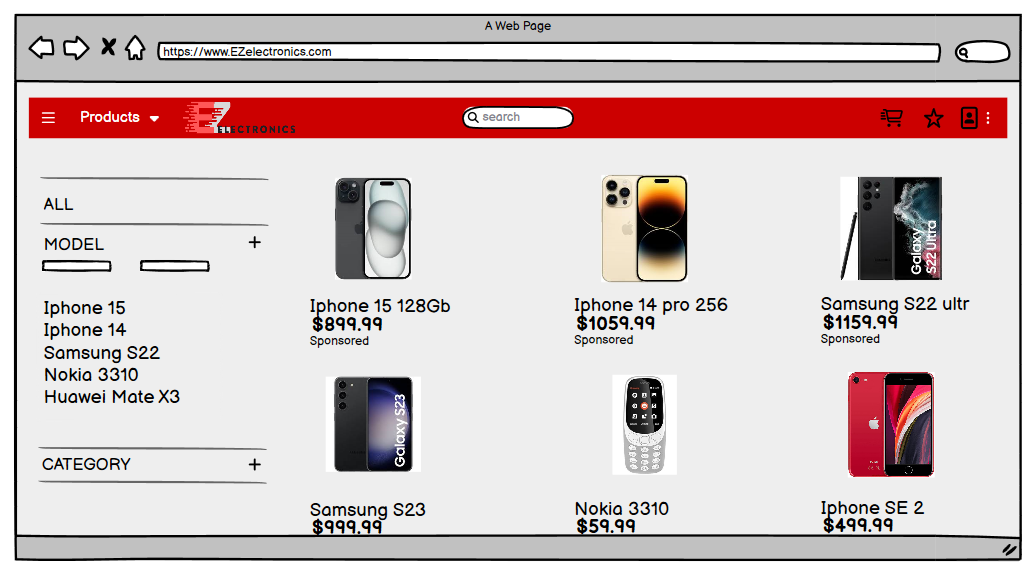 A Web Page
https://www.EZelectronics.com
Products
EZ
ELECTRONICS
search
ALL
MODEL +
Iphone 15
Iphone 14
Samsung S22
Nokia 3310
Huawei Mate X3
CATEGORY +
Iphone 15 128Gb
$899.99
Sponsored
Iphone 14 pro 256
$1059.99
Sponsored
Galaxy
S22 Ultra
Samsung S22 ultr
$1159.99
Sponsored
Galaxy S23
Samsung S23
$999.99
Nokia 3310
$59.99
Iphone SE 2
$499.99